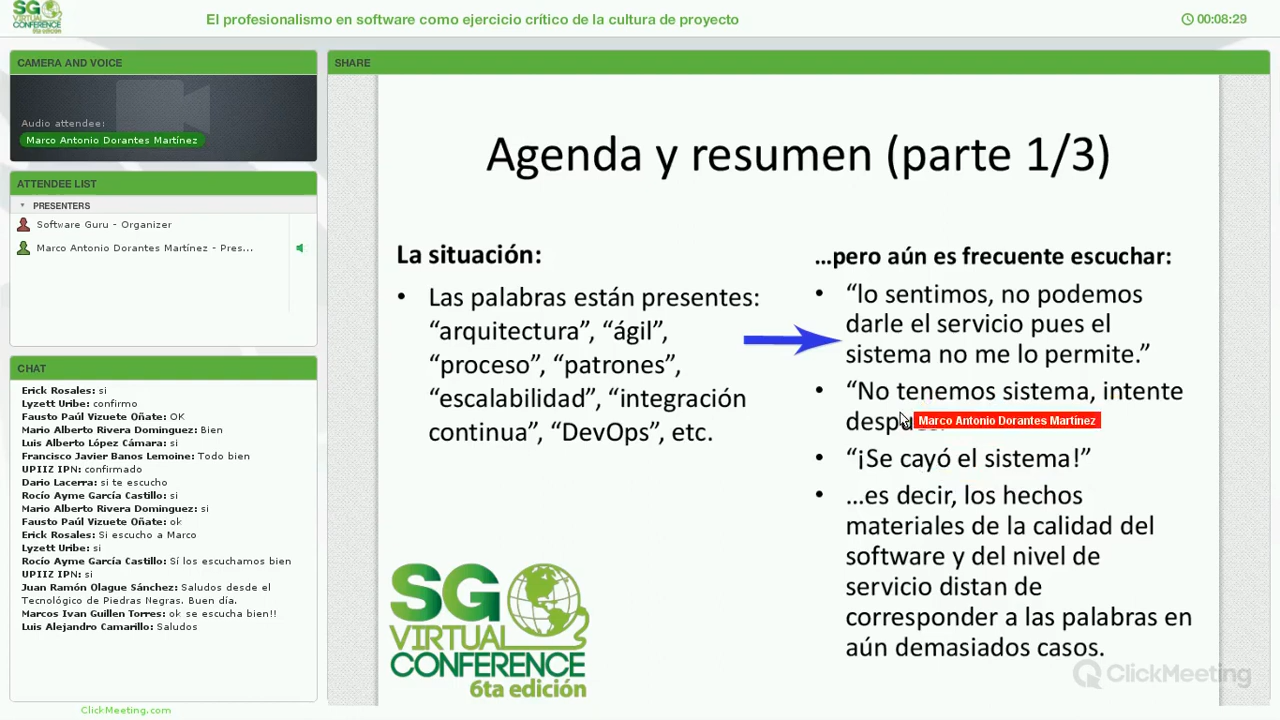 SG
VIRTUAL
CONFERENCE
6ta edición
El profesionalismo en software como ejercicio crítico de la cultura de proyecto
00:08:29
CAMERA AND VOICE
Audio attendee:
Marco Antonio Dorantes Martínez
ATTENDEE LIST
PRESENTERS
Software Guru - Organizer
Marco Antonio Dorantes Martínez - Pres...
CHAT
Erick Rosales: si
Lyzett Uribe: confirmo
Fausto Paúl Vizuete Oñate: OK
Mario Alberto Rivera Dominguez: Bien
Luis Alberto López Cámara: si
Francisco Javier Banos Lemoine: Todo bien
UPIIZ IPN: confirmado
Dario Lacerra: si te escucho
Rocío Ayme García Castillo: si
Mario Alberto Rivera Dominguez: si
Fausto Paúl Vizuete Oñate: ok
Erick Rosales: Si escucho a Marco
Lyzett Uribe: si
Rocío Ayme García Castillo: Sí los escuchamos bien
UPIIZ IPN: si
Juan Ramón Olague Sánchez: Saludos desde el
Tecnológico de Piedras Negras. Buen día.
Marcos Ivan Guillen Torres: ok se escucha bien!!
Luis Alejandro Camarillo: Saludos
ClickMeeting.com
SHARE
Agenda y resumen (parte 1/3)
La situación:
• Las palabras están presentes:
“arquitectura”, “ágil”,
“proceso”, “patrones”,
“escalabilidad”, “integración
continua”, “DevOps”, etc.
…pero aún es frecuente escuchar:
• “lo sentimos, no podemos
darle el servicio pues el
sistema no me lo permite.”
• “No tenemos sistema, intente
Marco Antonio Dorantes Martínez
• “¡Se cayó el sistema!”
• …es decir, los hechos
materiales de la calidad del
software y del nivel de
servicio distan de
corresponder a las palabras en
aún demasiados casos.
SG
VIRTUAL
CONFERENCE
6ta edición
ClickMeeting